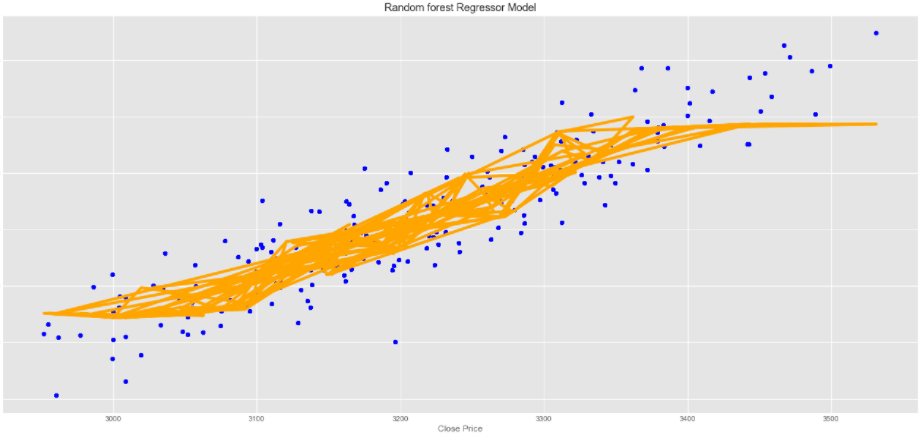 Random forest Regressor Model
3000 3100 3200 3300 3400 3500
Close Price